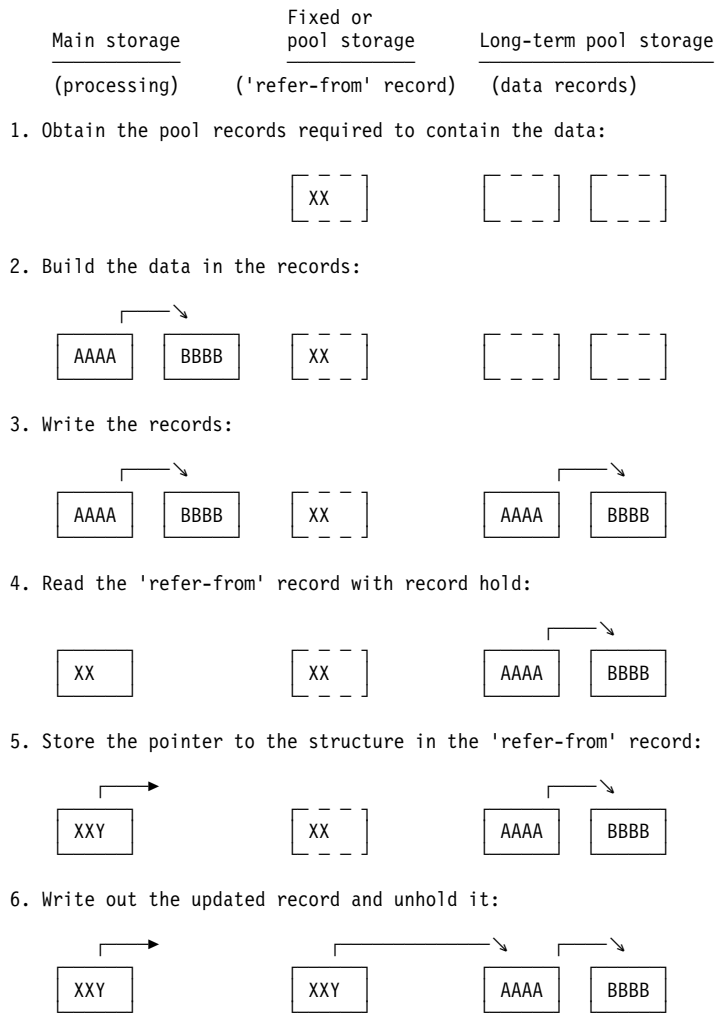 Fixed or
Main storage pool storage Long-term pool storage
(processing) ('refer-from' record) (data records)
1. Obtain the pool records required to contain the data:
XX
2. Build the data in the records:
AAAA BBBB XX
3. Write the records:
AAAA BBBB XX AAAA BBBB
4. Read the 'refer-from' record with record hold:
XX XX AAAA BBBB
5. Store the pointer to the structure in the 'refer-from' record:
XXY XX AAAA BBBB
6. Write out the updated record and unhold it:
XXY XXY AAAA BBBB